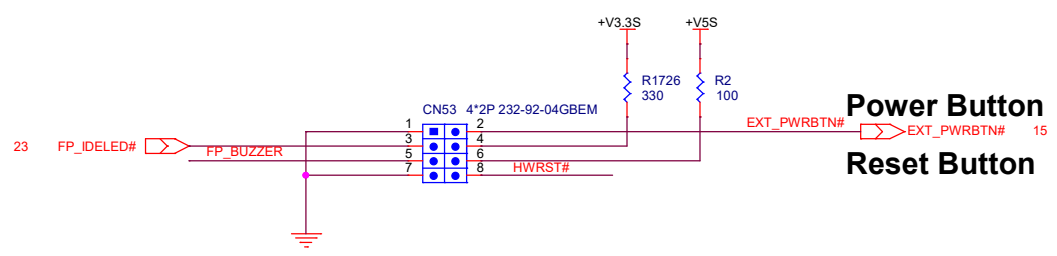 +V3.3S +V5S
R1726 R2
330 100
CN53 4*2P 232-92-04GBEM
Power Button
1 2 EXT_PWRBTN# EXT_PWRBTN# 15
23 FP_IDELED# 3 4
FP_BUZZER 5 6
Reset Button
7 8 HWRST#